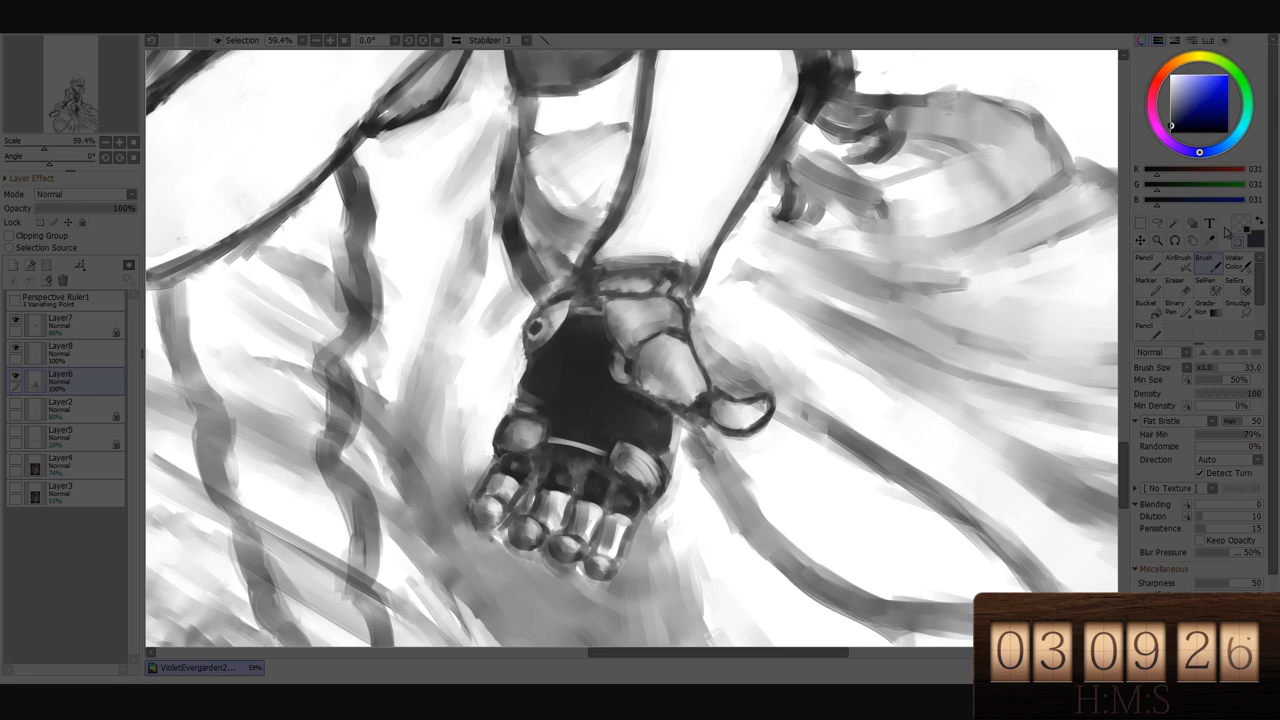 Selection 59.4% 0.0° Stabilizer 3
Scale 59.4%
Angle 0°
Layer Effect
Mode Normal
Opacity 100%
Lock
Clipping Group
Selection Source
Perspective Ruler1
3 Vanishing Point
Layer7
Normal
Layer8
Normal
100%
Layer6
Normal
100%
Layer2
Normal
80%
Layer5
Normal
20%
Layer4
Normal
Layer3
Normal
53%
VioletEvergarden2... 59%
R 031
G 031
B 031
T
Pencil AirBrush Brush Water Color
Marker Eraser SelPen SelErs
Bucket Binary Pen Grada-tion Smudge
Pencil
Normal
Brush Size x1.0 33.0
Min Size 50%
Density 100
Min Density 0%
Flat Bristle Hair 50
Hair Min 79%
Randomize 0%
Direction Auto
Detect Turn
[ No Texture ]
Blending 0
Dilution 10
Persistence 15
Keep Opacity
Blur Pressure ... 50%
Miscellaneous
Sharpness 50
03 09 26
H:M:S